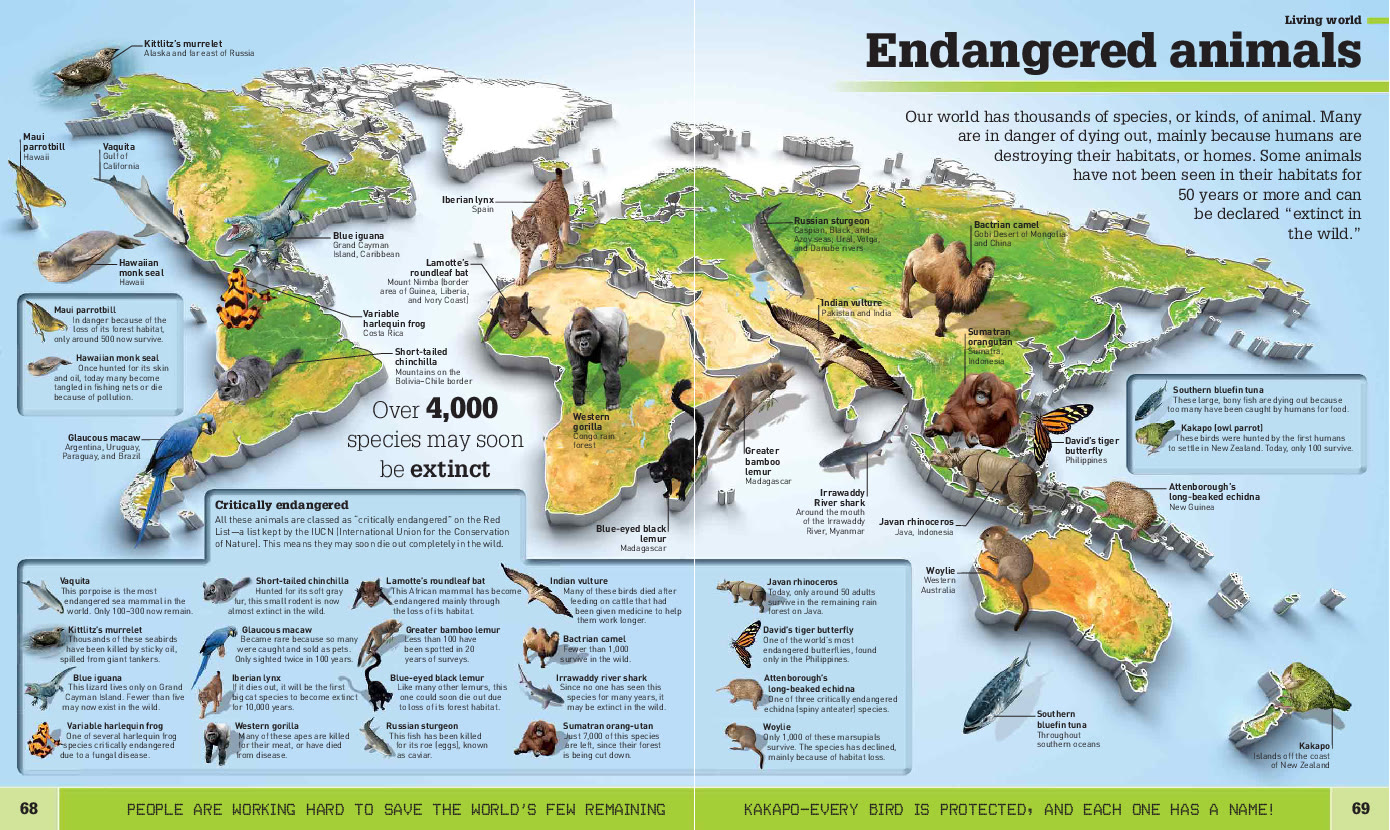 Living world
Endangered animals
Our world has thousands of species, or kinds, of animal. Many
are in danger of dying out, mainly because humans are
destroying their habitats, or homes. Some animals
have not been seen in their habitats for
50 years or more and can
be declared “extinct in
the wild.”
Kittlitz’s murrelet
Alaska and far east of Russia
Maui
parrotbill
Hawaii
Vaquita
Gulf of
California
Hawaiian
monk seal
Hawaii
Blue iguana
Grand Cayman
Island, Caribbean
Iberian lynx
Spain
Lamotte’s
roundleaf bat
Mount Nimba (border
area of Guinea, Liberia,
and Ivory Coast)
Variable
harlequin frog
Costa Rica
Short-tailed
chinchilla
Mountains on the
Bolivia–Chile border
Glaucous macaw
Argentina, Uruguay,
Paraguay, and Brazil
Maui parrotbill
In danger because of the
loss of its forest habitat,
only around 500 now survive.
Hawaiian monk seal
Once hunted for its skin
and oil, today many become
tangled in fishing nets or die
because of pollution.
Over 4,000
species may soon
be extinct
Western
gorilla
Congo rain
forest
Blue-eyed black
lemur
Madagascar
Greater
bamboo
lemur
Madagascar
Russian sturgeon
Caspian, Black, and
Azov seas; Ural, Volga,
and Danube rivers
Bactrian camel
Gobi Desert of Mongolia
and China
Indian vulture
Pakistan and India
Sumatran
orangutan
Sumatra,
Indonesia
Irrawaddy
River shark
Around the mouth
of the Irrawaddy
River, Myanmar
Javan rhinoceros
Java, Indonesia
David’s tiger
butterfly
Philippines
Southern bluefin tuna
These large, bony fish are dying out because
too many have been caught by humans for food.
Kakapo (owl parrot)
These birds were hunted by the first humans
to settle in New Zealand. Today, only 100 survive.
Attenborough’s
long-beaked echidna
New Guinea
Woylie
Western
Australia
Southern
bluefin tuna
Throughout
southern oceans
Kakapo
Islands off the coast
of New Zealand
Critically endangered
All these animals are classed as “critically endangered” on the Red
List—a list kept by the IUCN (International Union for the Conservation
of Nature). This means they may soon die out completely in the wild.
Vaquita
This porpoise is the most
endangered sea mammal in the
world. Only 100–300 now remain.
Kittlitz’s murrelet
Thousands of these seabirds
have been killed by sticky oil,
spilled from giant tankers.
Blue iguana
This lizard lives only on Grand
Cayman Island. Fewer than five
may now exist in the wild.
Variable harlequin frog
One of several harlequin frog
species critically endangered
due to a fungal disease.
Short-tailed chinchilla
Hunted for its soft gray
fur, this small rodent is now
almost extinct in the wild.
Glaucous macaw
Became rare because so many
were caught and sold as pets.
Only sighted twice in 100 years.
Iberian lynx
If it dies out, it will be the first
big cat species to become extinct
for 10,000 years.
Western gorilla
Many of these apes are killed
for their meat, or have died
from disease.
Lamotte’s roundleaf bat
This African mammal has become
endangered mainly through
the loss of its habitat.
Greater bamboo lemur
Less than 100 have
been spotted in 20
years of surveys.
Blue-eyed black lemur
Like many other lemurs, this
one could soon die out due
to loss of its forest habitat.
Russian sturgeon
This fish has been killed
for its roe (eggs), known
as caviar.
Indian vulture
Many of these birds died after
feeding on cattle that had
been given medicine to help
them work longer.
Bactrian camel
Fewer than 1,000
survive in the wild.
Irrawaddy river shark
Since no one has seen this
species for many years, it
may be extinct in the wild.
Sumatran orang-utan
Just 7,000 of this species
are left, since their forest
is being cut down.
Javan rhinoceros
Today, only around 50 adults
survive in the remaining rain
forest on Java.
David’s tiger butterfly
One of the world’s most
endangered butterflies, found
only in the Philippines.
Attenborough’s
long-beaked echidna
One of three critically endangered
echidna (spiny anteater) species.
Woylie
Only 1,000 of these marsupials
survive. The species has declined,
mainly because of habitat loss.
68 PEOPLE ARE WORKING HARD TO SAVE THE WORLD’S FEW REMAINING KAKAPO—EVERY BIRD IS PROTECTED, AND EACH ONE HAS A NAME! 69